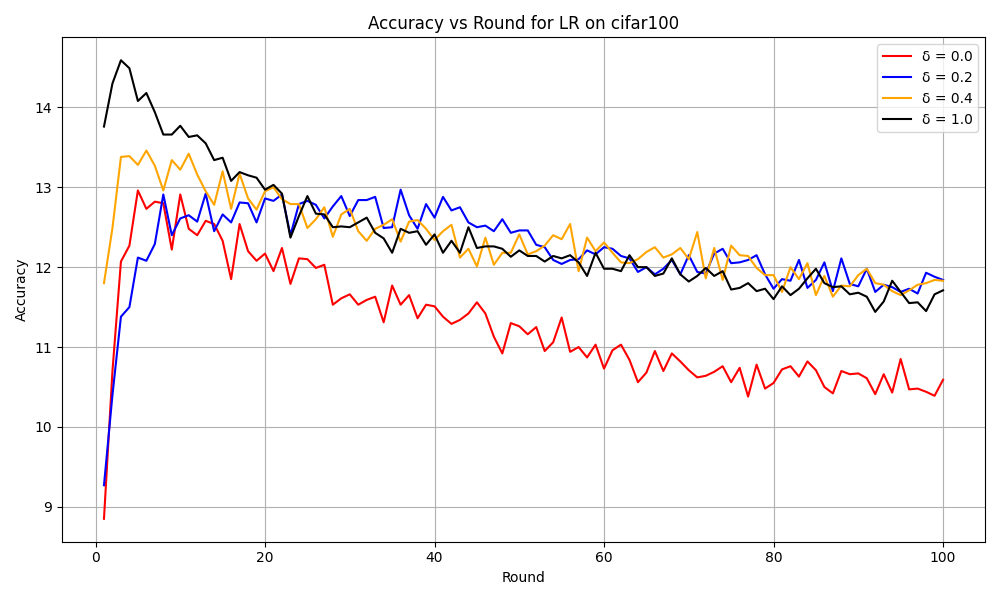 Accuracy vs Round for LR on cifar100
δ = 0.0
δ = 0.2
δ = 0.4
δ = 1.0
Accuracy
14
13
12
11
10
9
0 20 40 60 80 100
Round